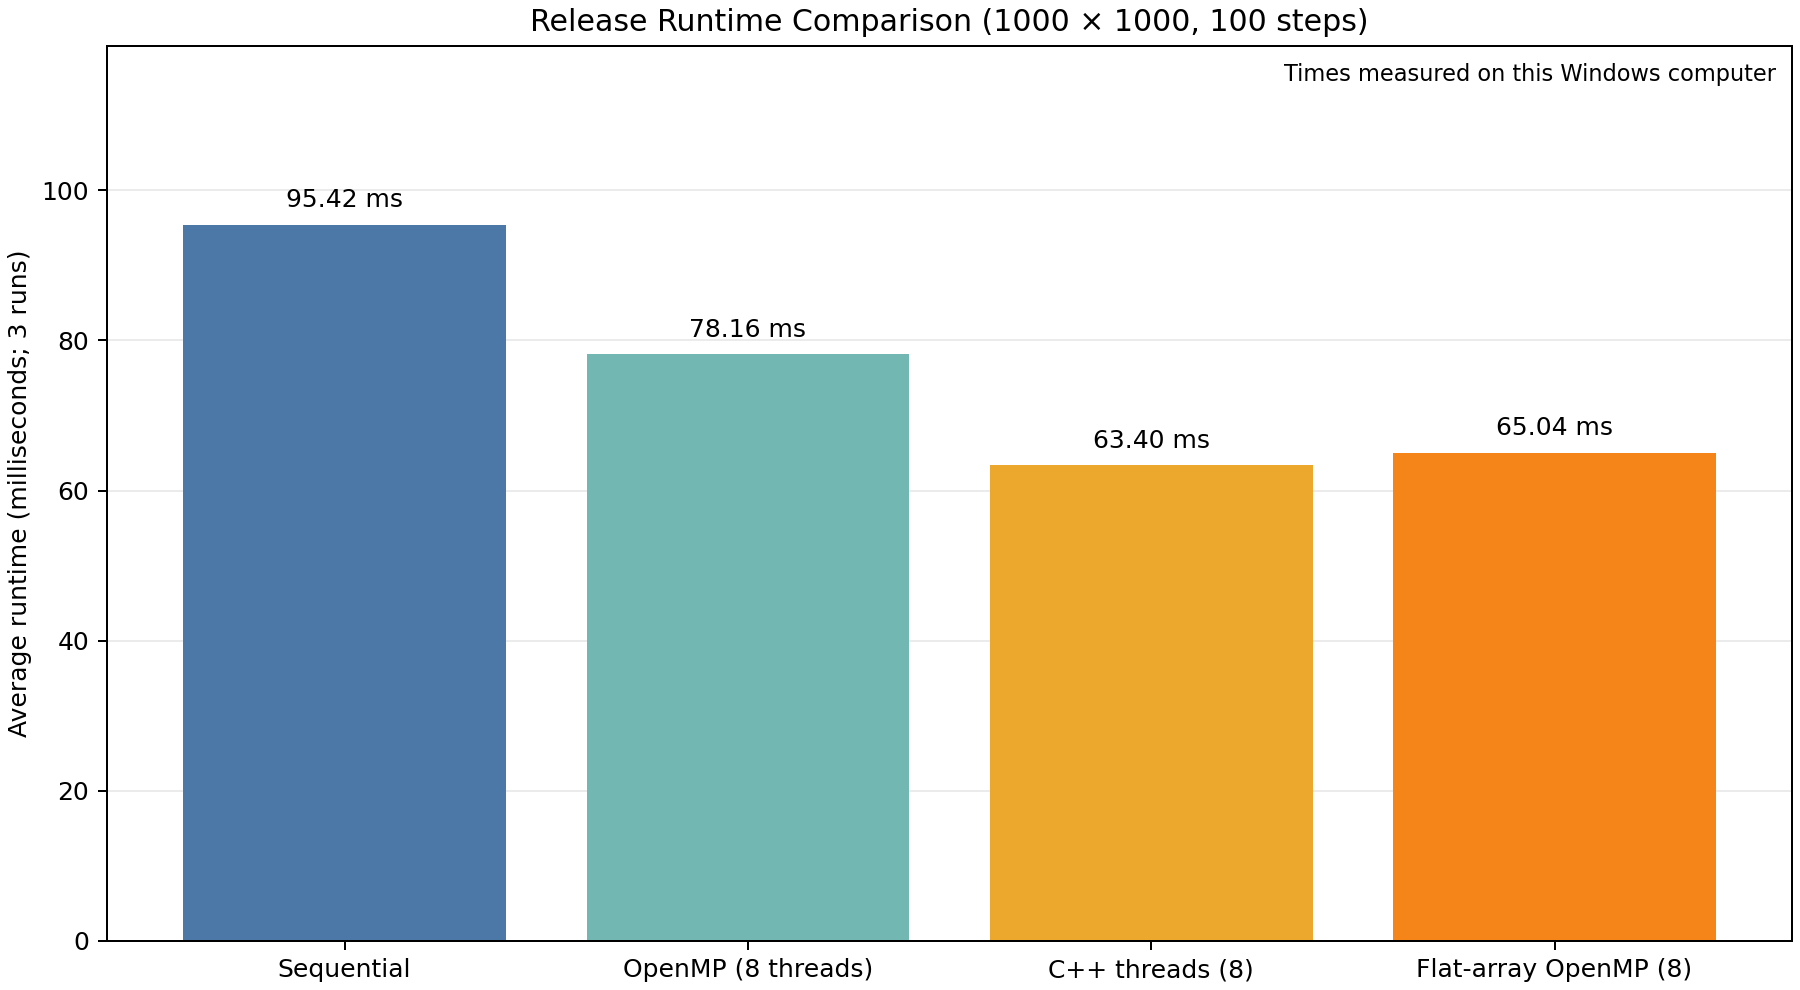 Release Runtime Comparison (1000 × 1000, 100 steps)
Times measured on this Windows computer
Average runtime (milliseconds; 3 runs)
100
80
60
40
20
0
95.42 ms
78.16 ms
63.40 ms
65.04 ms
Sequential
OpenMP (8 threads)
C++ threads (8)
Flat-array OpenMP (8)